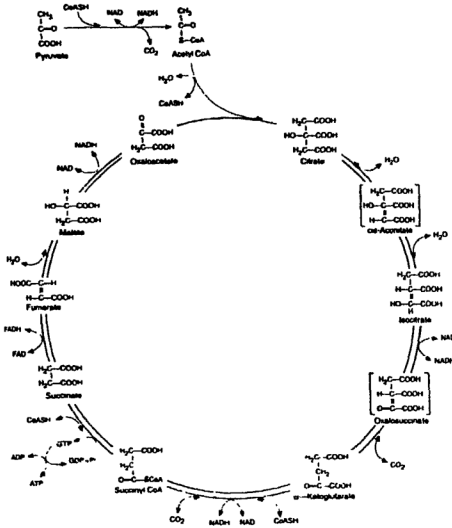 CH₃
C=O
COOH
Pyruvate
CoASH
NAD
NADH
CO₂
CH₃
C=O
S-CoA
Acetyl CoA
H₂O
CoASH
O
C-COOH
H₂C-COOH
Oxaloacetate
H₂C-COOH
HO-C-COOH
H₂C-COOH
Citrate
H₂O
H₂C-COOH
HO-C-COOH
H-C-COOH
cis-Aconitate
H₂O
H₂C-COOH
H-C-COOH
HO-C-COOH
Isocitrate
NAD
NADH
H₂C-COOH
H-C-COOH
O=C-COOH
Oxalosuccinate
CO₂
H₂C-COOH
CH₂
O=C-COOH
α-Ketoglutarate
CoASH
NAD
NADH
CO₂
H₂C-COOH
H₂C
O=C-SCoA
Succinyl CoA
GTP
GDP+Pi
ADP
ATP
CoASH
H₂C-COOH
H₂C-COOH
Succinate
FAD
FADH
HOOC-C-H
H-C-COOH
Fumarate
H₂O
H
HO-C-COOH
H₂C-COOH
Malate
NAD
NADH